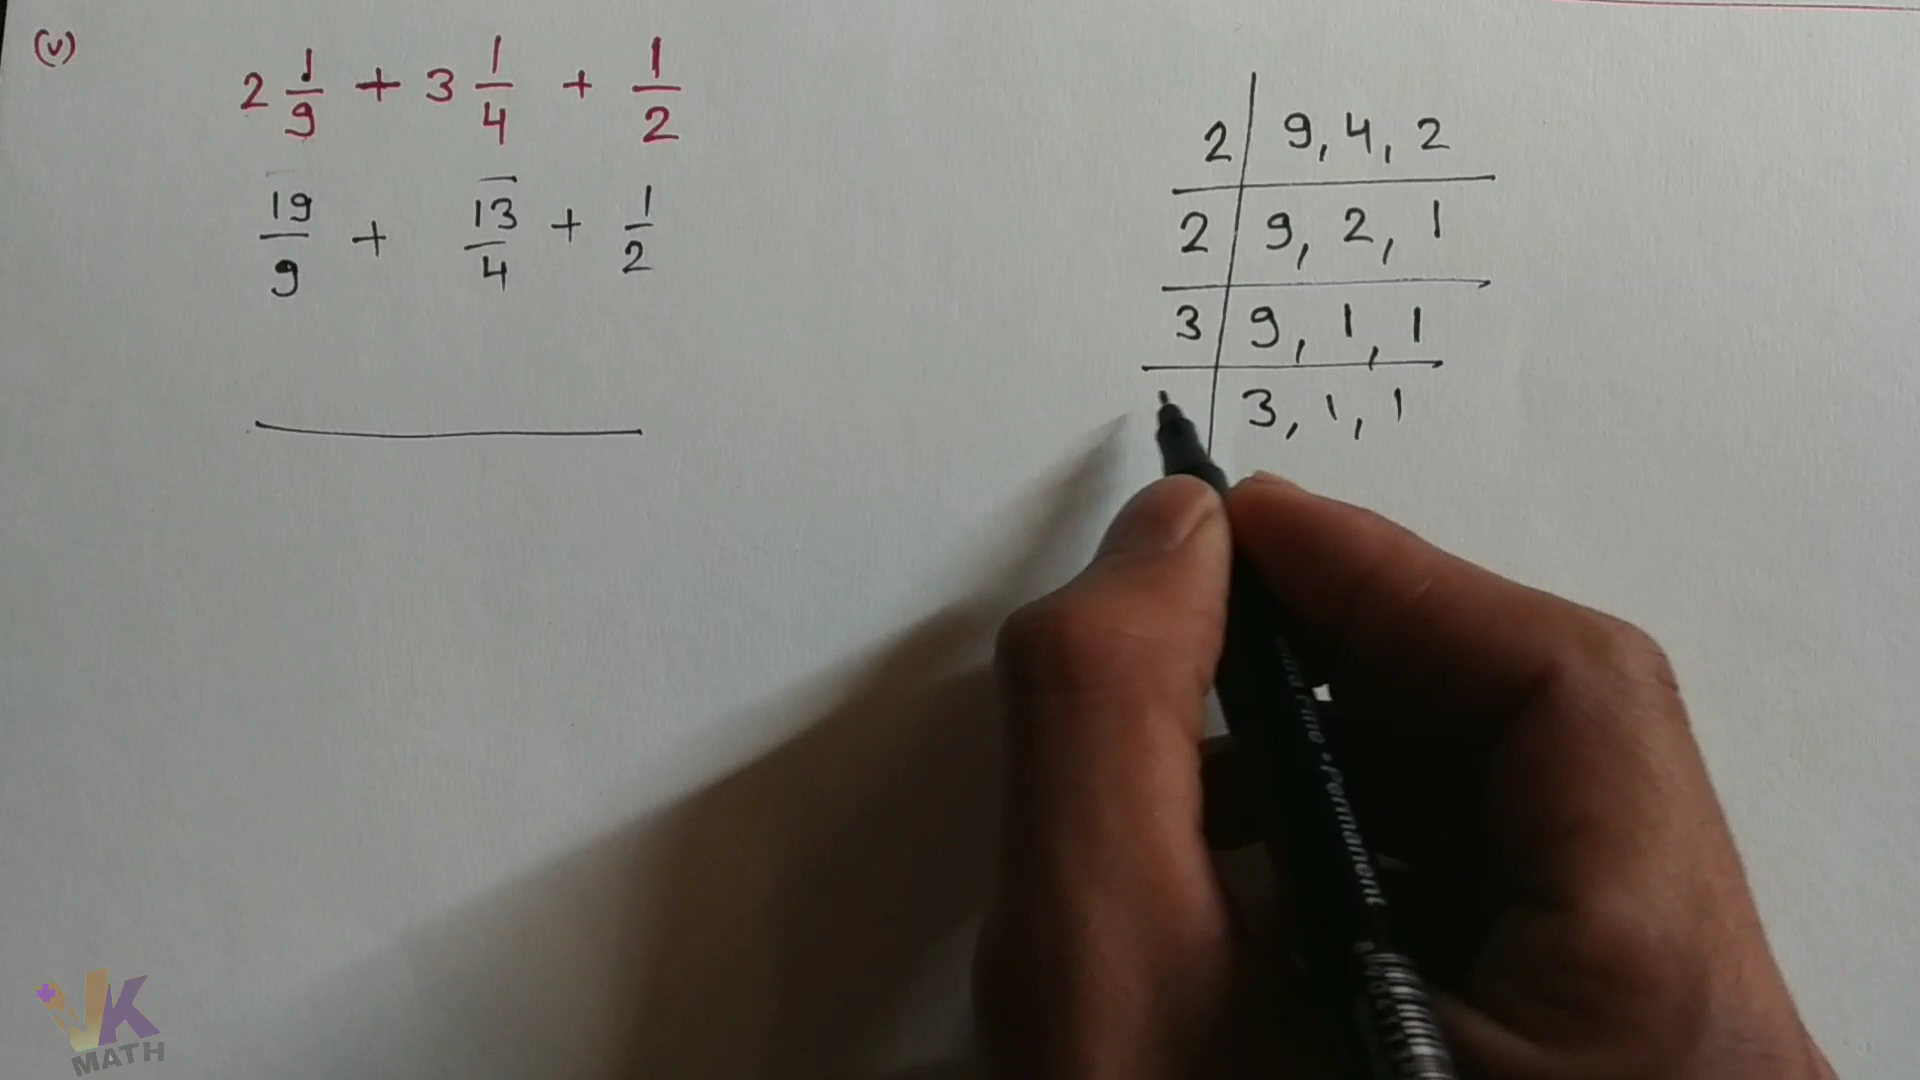 (v)
2 1/9 + 3 1/4 + 1/2
19/9 + 13/4 + 1/2
2 | 9, 4, 2
2 | 9, 2, 1
3 | 9, 1, 1
3, 1, 1
Permanent
VK
MATH